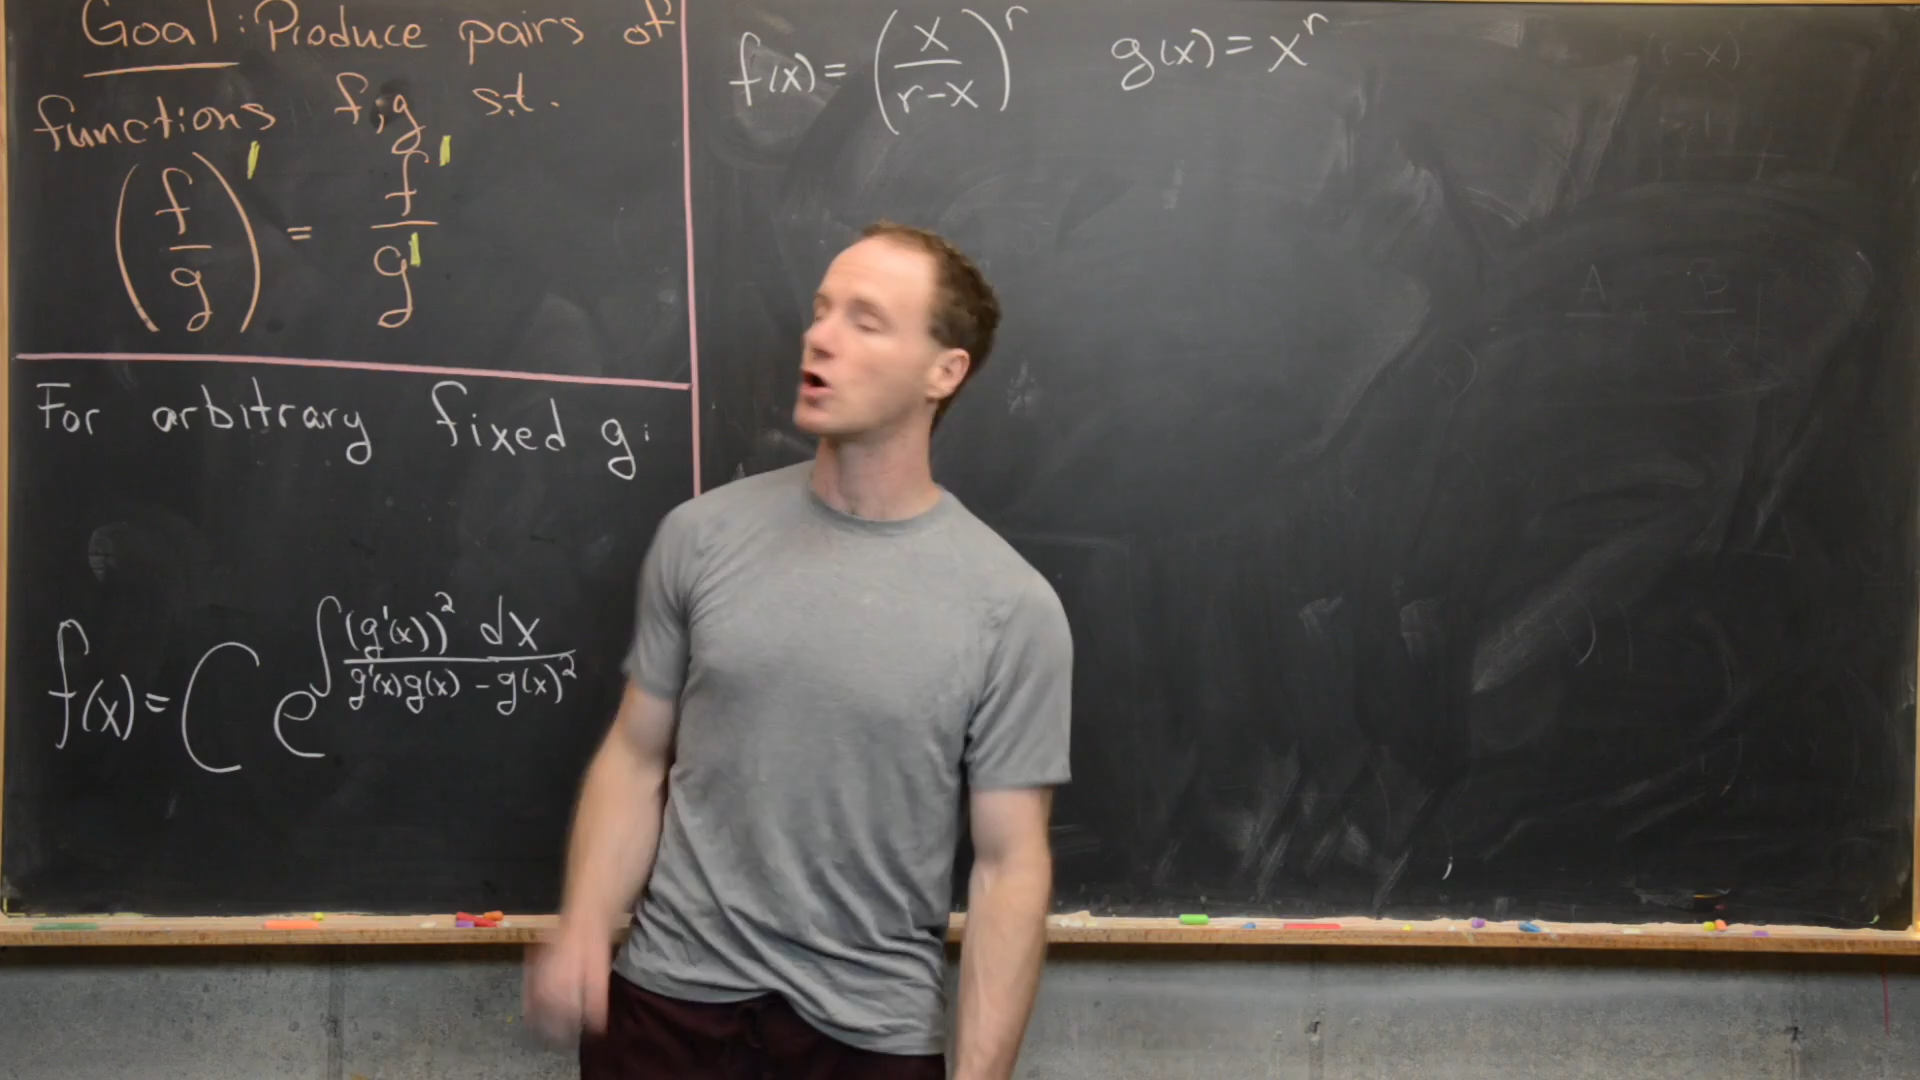 Goal: Produce pairs of
functions f, g s.t.
(f/g)' = f'/g'
For arbitrary fixed g:
f(x) = C e^{∫ (g'(x))² dx / (g'(x)g(x) - g(x)²)}
f(x) = (x/(r-x))^r g(x) = x^r
(r-x)
A B